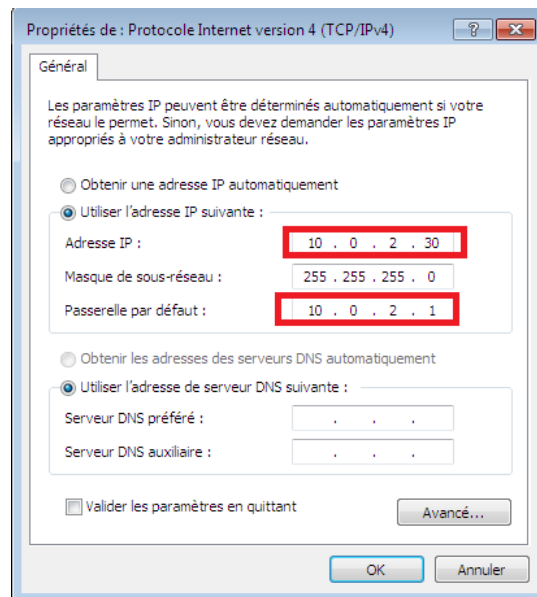 Propriétés de : Protocole Internet version 4 (TCP/IPv4)
Général
Les paramètres IP peuvent être déterminés automatiquement si votre
réseau le permet. Sinon, vous devez demander les paramètres IP
appropriés à votre administrateur réseau.
Obtenir une adresse IP automatiquement
Utiliser l'adresse IP suivante :
Adresse IP : 10 . 0 . 2 . 30
Masque de sous-réseau : 255 . 255 . 255 . 0
Passerelle par défaut : 10 . 0 . 2 . 1
Obtenir les adresses des serveurs DNS automatiquement
Utiliser l'adresse de serveur DNS suivante :
Serveur DNS préféré : . . .
Serveur DNS auxiliaire : . . .
Valider les paramètres en quittant
Avancé...
OK Annuler